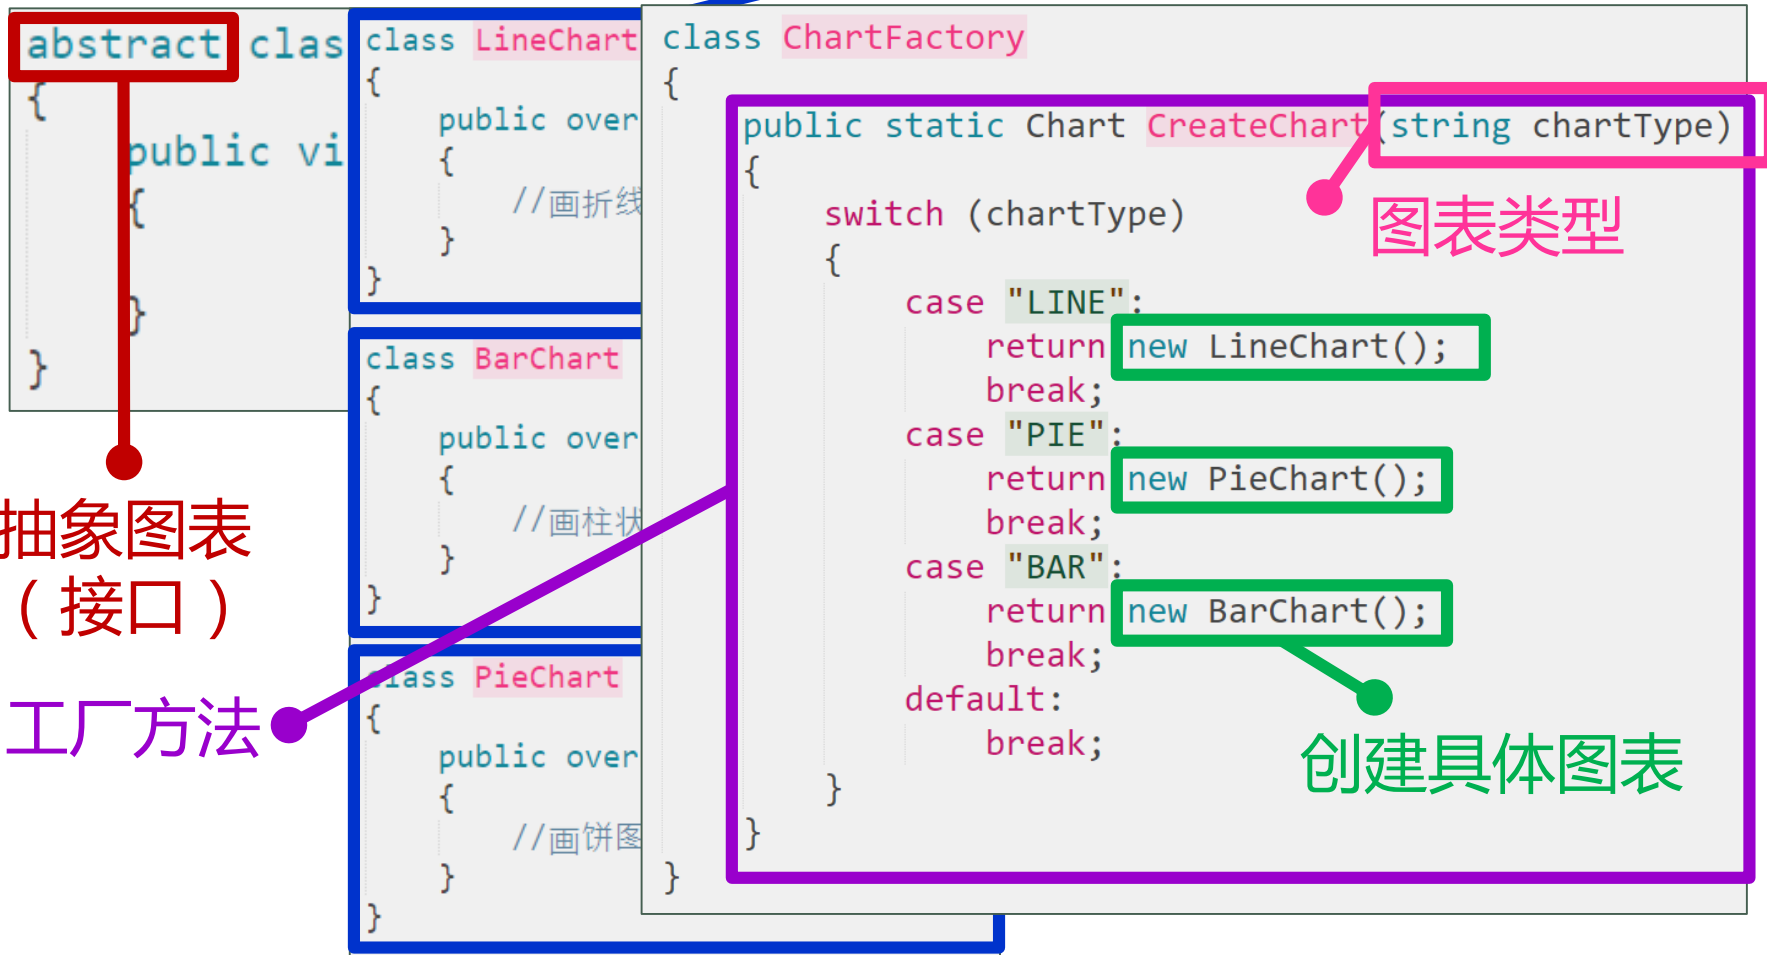 abstract clas
{
public vi
{
}
}
抽象图表
(接口)
工厂方法
class LineChart
{
public over
{
//画折线
}
}
class BarChart
{
public over
{
//画柱状
}
}
class PieChart
{
public over
{
//画饼图
}
}
class ChartFactory
{
public static Chart CreateChart(string chartType)
{
switch (chartType)
{
case "LINE":
return new LineChart();
break;
case "PIE":
return new PieChart();
break;
case "BAR":
return new BarChart();
break;
default:
break;
}
}
}
图表类型
创建具体图表